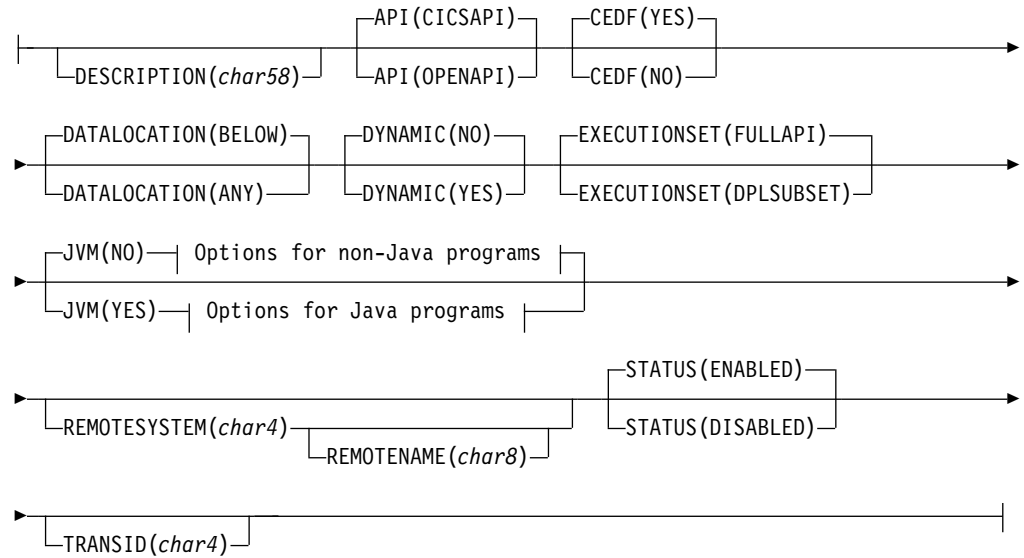 API(CICSAPI) CEDF(YES)
DESCRIPTION(char58) API(OPENAPI) CEDF(NO)
DATALOCATION(BELOW) DYNAMIC(NO) EXECUTIONSET(FULLAPI)
DATALOCATION(ANY) DYNAMIC(YES) EXECUTIONSET(DPLSUBSET)
JVM(NO) Options for non-Java programs
JVM(YES) Options for Java programs
STATUS(ENABLED)
REMOTESYSTEM(char4) STATUS(DISABLED)
REMOTENAME(char8)
TRANSID(char4)